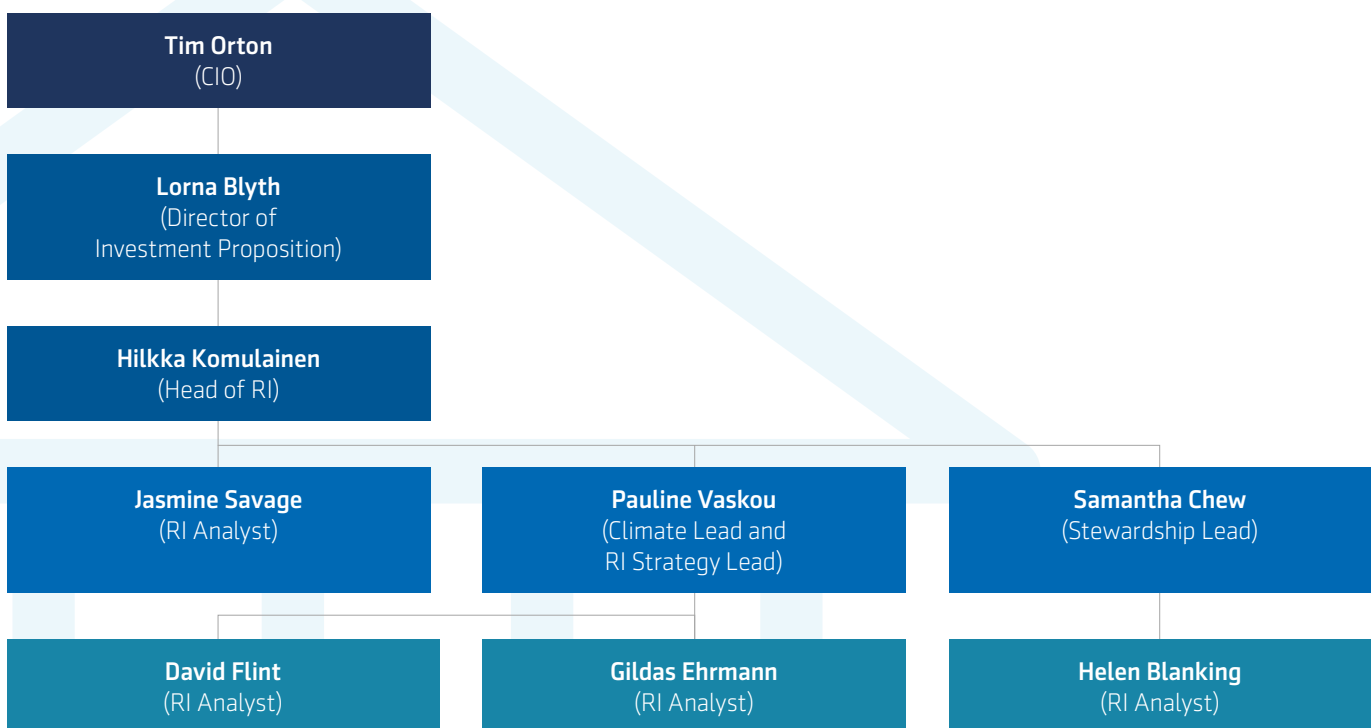 Tim Orton
(CIO)
Lorna Blyth
(Director of
Investment Proposition)
Hilkka Komulainen
(Head of RI)
Jasmine Savage
(RI Analyst)
Pauline Vaskou
(Climate Lead and
RI Strategy Lead)
Samantha Chew
(Stewardship Lead)
David Flint
(RI Analyst)
Gildas Ehrmann
(RI Analyst)
Helen Blanking
(RI Analyst)